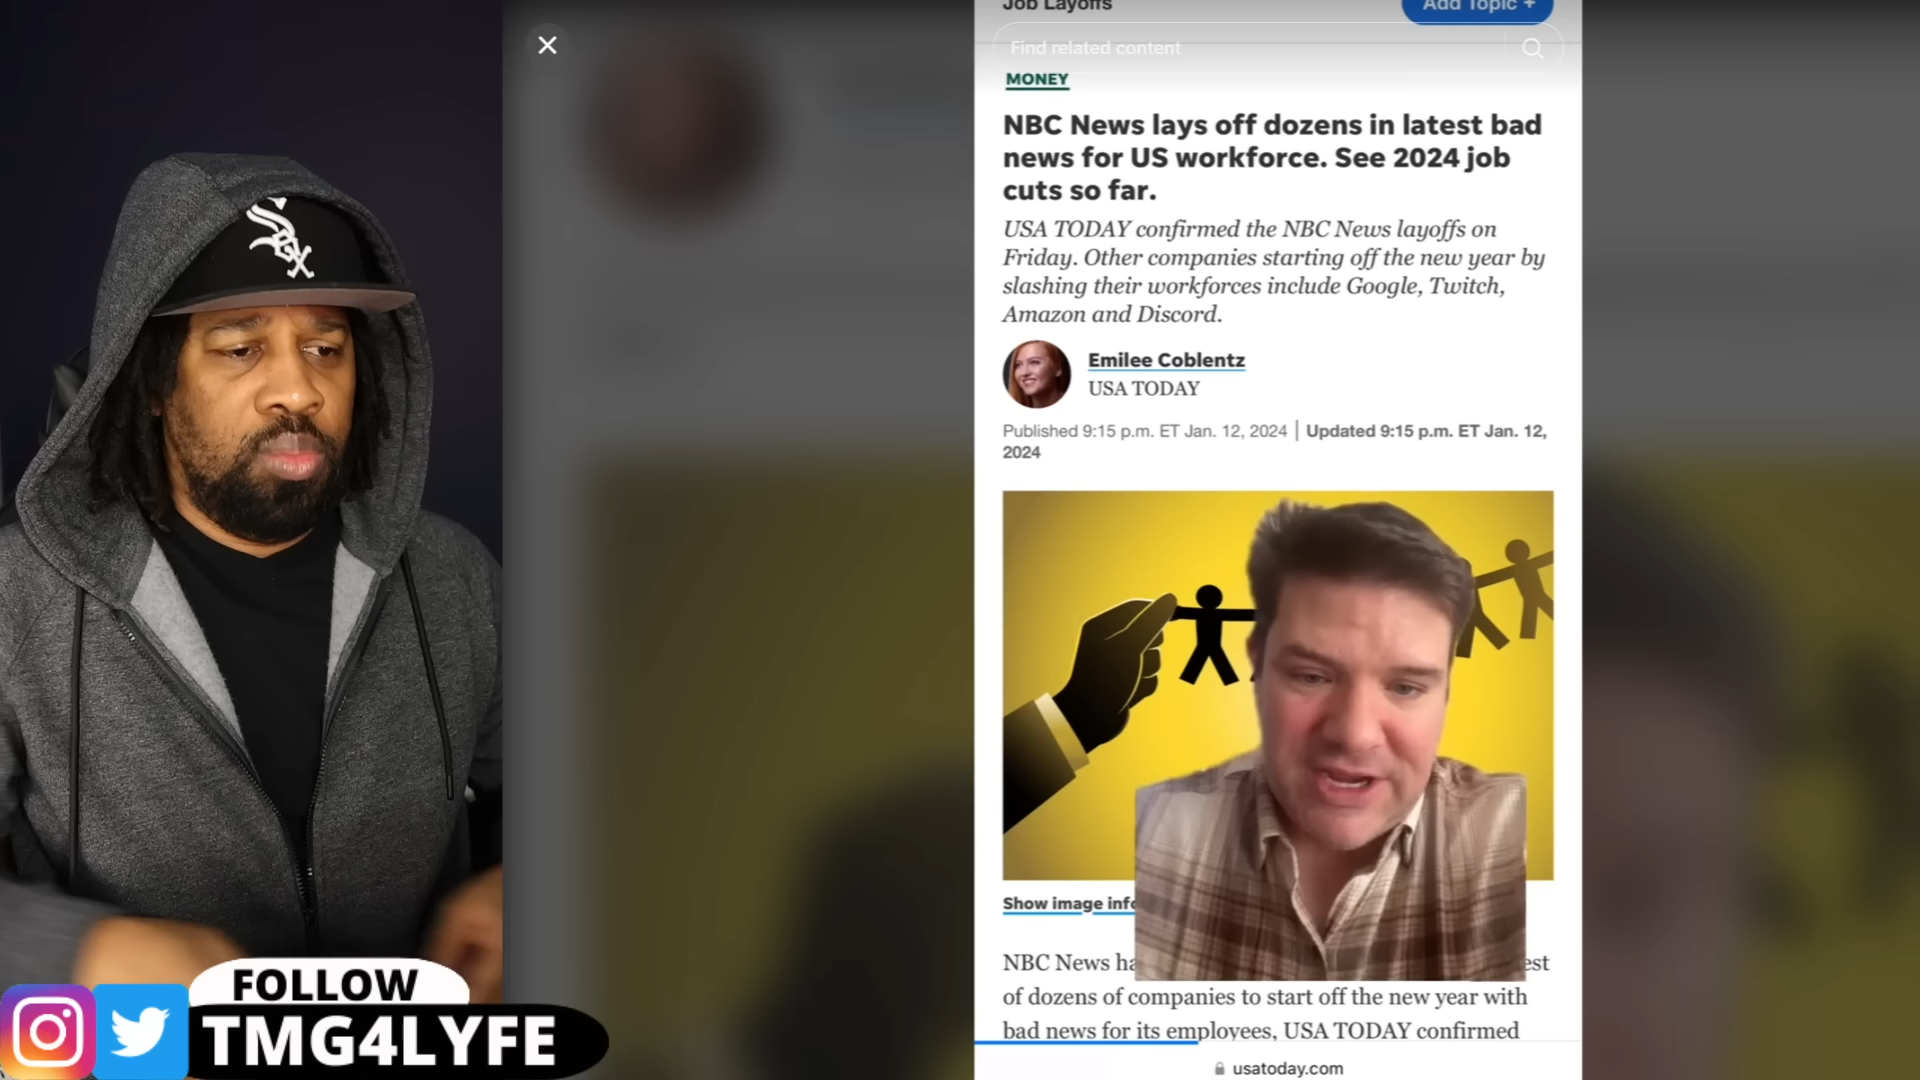 Job Layoffs
Add Topic +
Find related content
MONEY
NBC News lays off dozens in latest bad
news for US workforce. See 2024 job
cuts so far.
USA TODAY confirmed the NBC News layoffs on
Friday. Other companies starting off the new year by
slashing their workforces include Google, Twitch,
Amazon and Discord.
Emilee Coblentz
USA TODAY
Published 9:15 p.m. ET Jan. 12, 2024 | Updated 9:15 p.m. ET Jan. 12,
2024
Show image
NBC News
of dozens of companies to start off the new year with
bad news for its employees, USA TODAY confirmed
usatoday.com
SOX
FOLLOW
TMG4LYFE